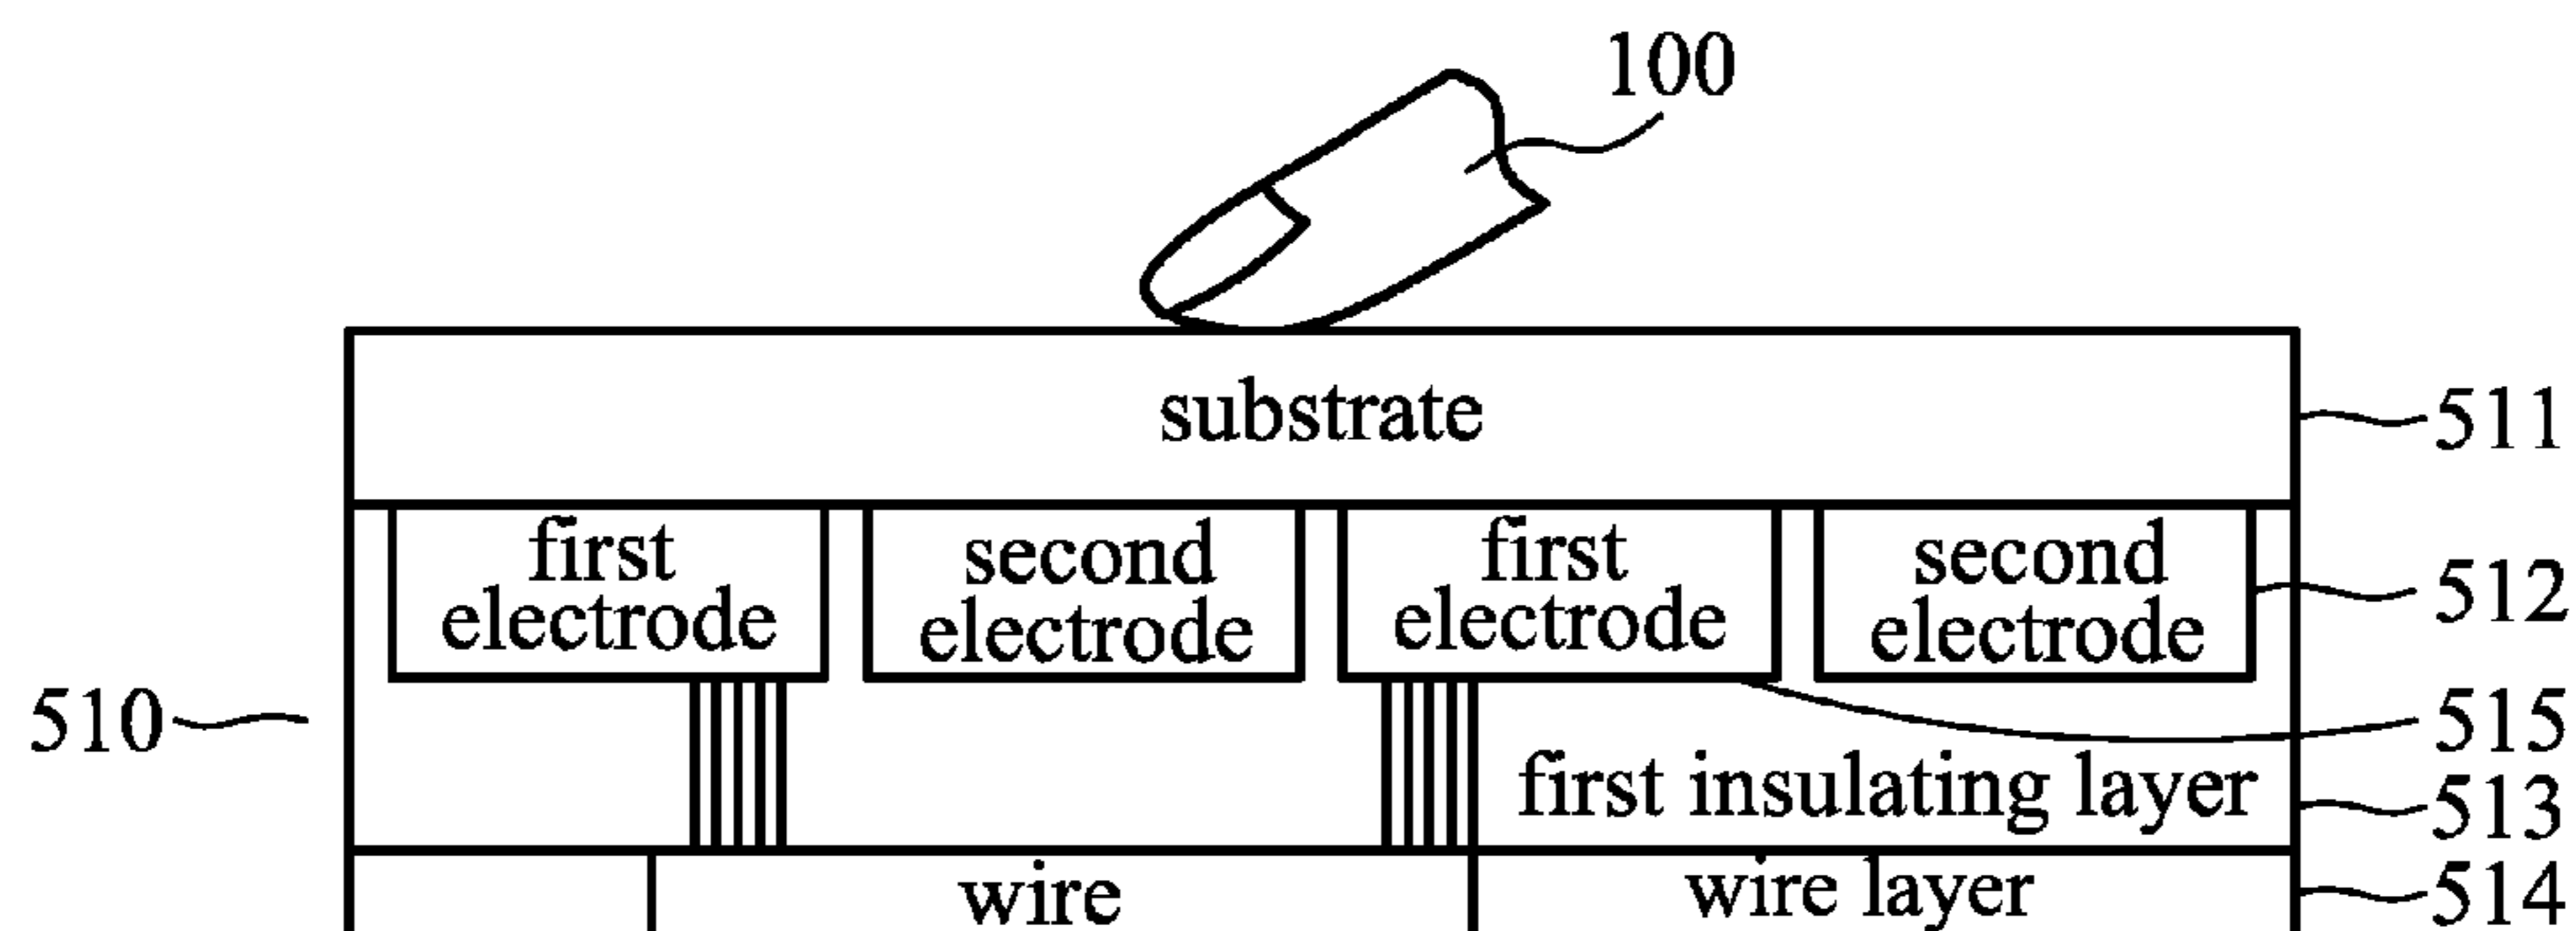 100
substrate
511
first
electrode
second
electrode
first
electrode
second
electrode
512
510
515
first insulating layer
513
wire
wire layer
514